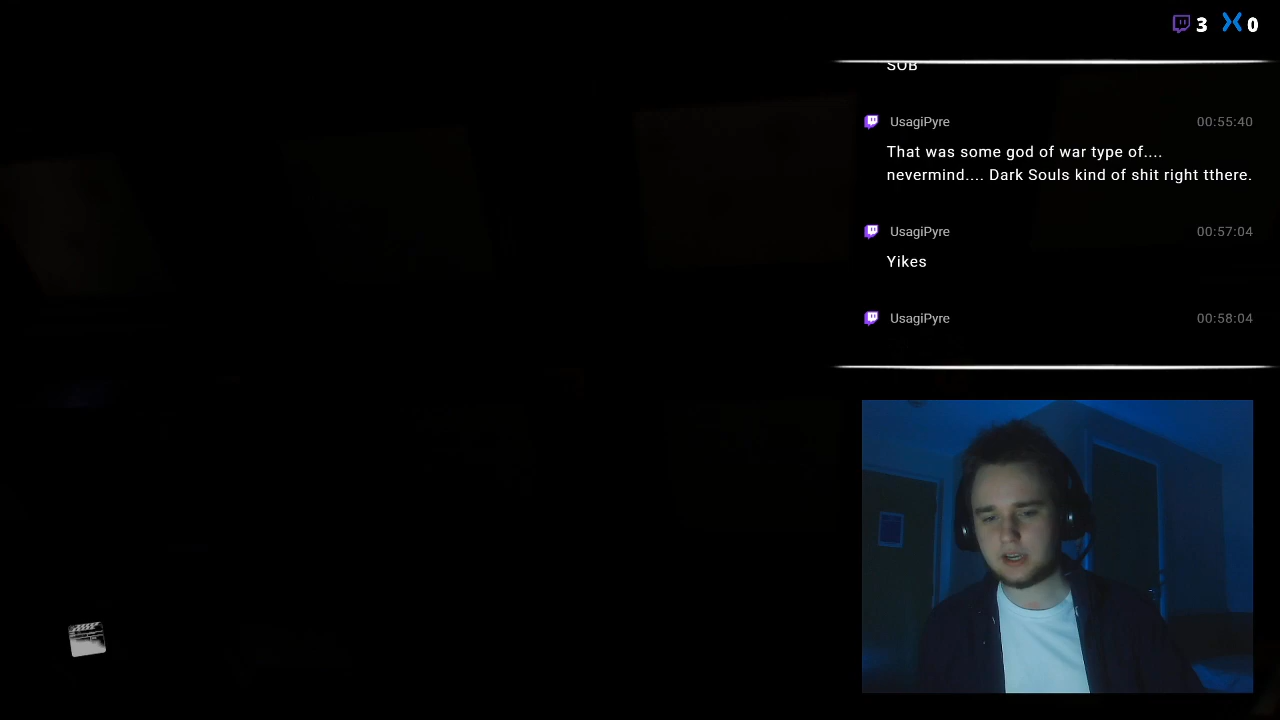 3 0
SOB
UsagiPyre 00:55:40
That was some god of war type of....
nevermind.... Dark Souls kind of shit right tthere.
UsagiPyre 00:57:04
Yikes
UsagiPyre 00:58:04